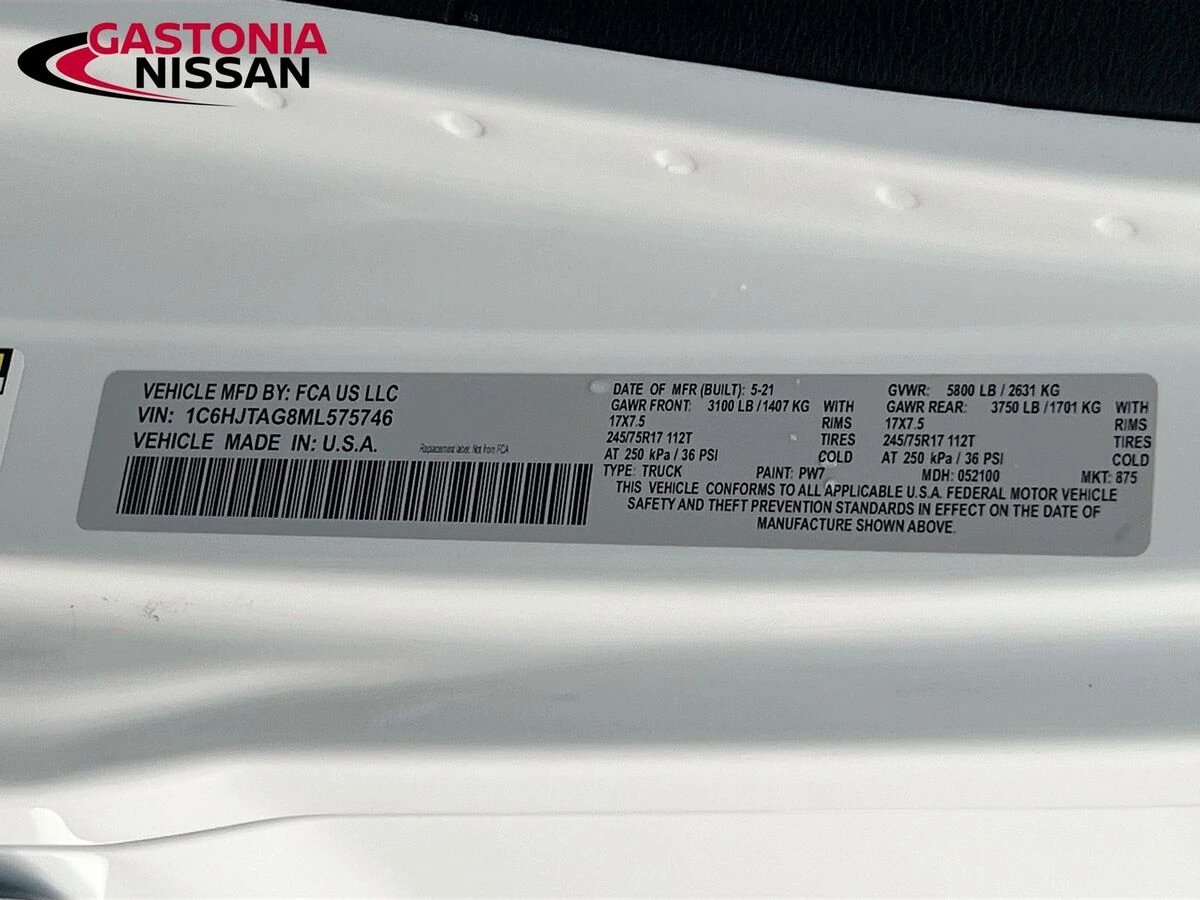 GASTONIA
NISSAN
VEHICLE MFD BY: FCA US LLC
VIN: 1C6HJTAG8ML575746
VEHICLE MADE IN: U.S.A.
Replacement label: Not from FCA
DATE OF MFR (BUILT): 5-21 GVWR: 5800 LB / 2631 KG
GAWR FRONT: 3100 LB / 1407 KG WITH GAWR REAR: 3750 LB / 1701 KG WITH
17X7.5 RIMS 17X7.5 RIMS
245/75R17 112T TIRES 245/75R17 112T TIRES
AT 250 kPa / 36 PSI COLD AT 250 kPa / 36 PSI COLD
TYPE: TRUCK PAINT: PW7 MDH: 052100 MKT: 875
THIS VEHICLE CONFORMS TO ALL APPLICABLE U.S.A. FEDERAL MOTOR VEHICLE
SAFETY AND THEFT PREVENTION STANDARDS IN EFFECT ON THE DATE OF
MANUFACTURE SHOWN ABOVE.